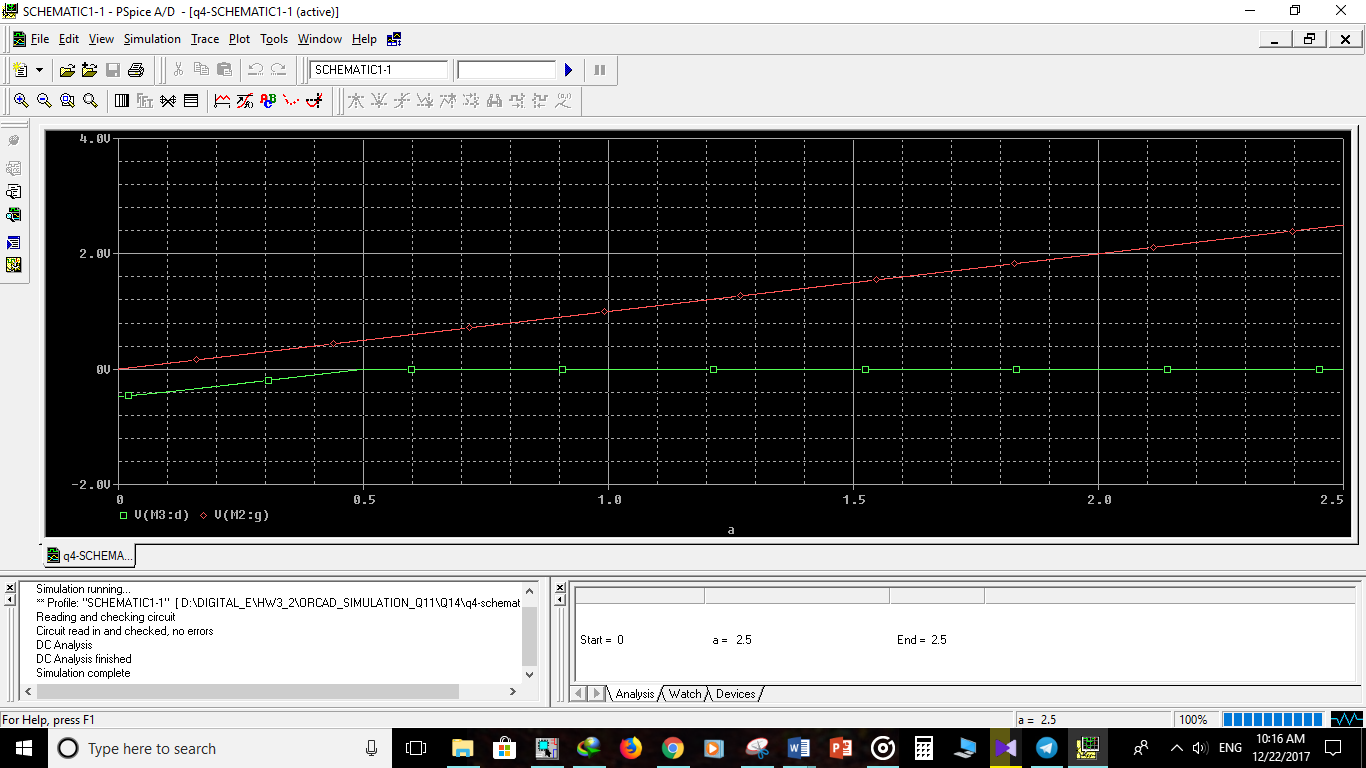 SCHEMATIC1-1 - PSpice A/D - [q4-SCHEMATIC1-1 (active)]
File Edit View Simulation Trace Plot Tools Window Help
SCHEMATIC1-1
4.0V
2.0V
0V
-2.0V
0 0.5 1.0 1.5 2.0 2.5
V(M3:d) V(M2:g)
a
q4-SCHEMA...
Simulation running...
** Profile: "SCHEMATIC1-1" [ D:\DIGITAL_E\HW3_2\ORCAD_SIMULATION_Q11\Q14\q4-schemat
Reading and checking circuit
Circuit read in and checked, no errors
DC Analysis
DC Analysis finished
Simulation complete
Start = 0 a = 2.5 End = 2.5
Analysis Watch Devices
For Help, press F1 a = 2.5 100%
Type here to search
ENG
10:16 AM
12/22/2017